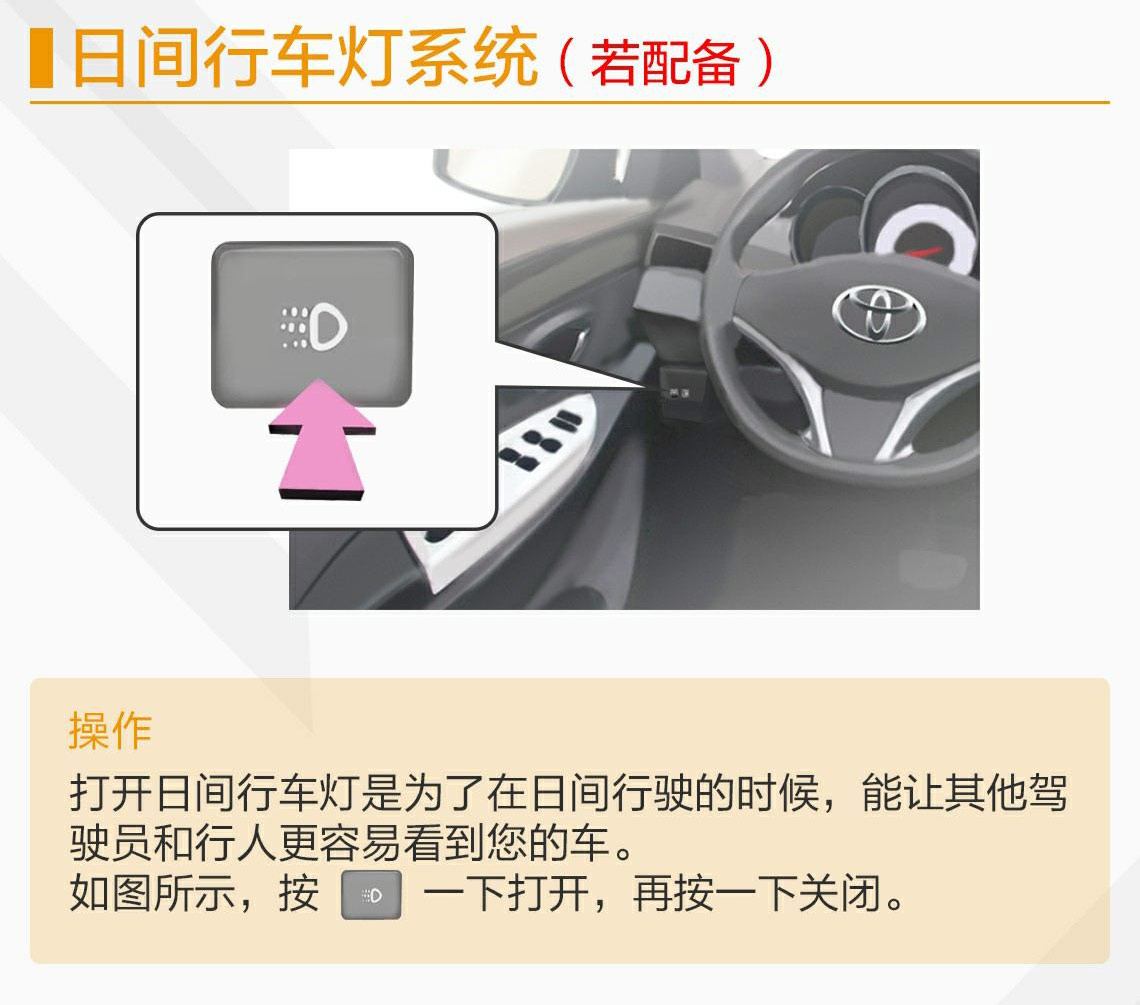 日间行车灯系统（若配备）
操作
打开日间行车灯是为了在日间行驶的时候，能让其他驾
驶员和行人更容易看到您的车。
如图所示，按 一下打开，再按一下关闭。